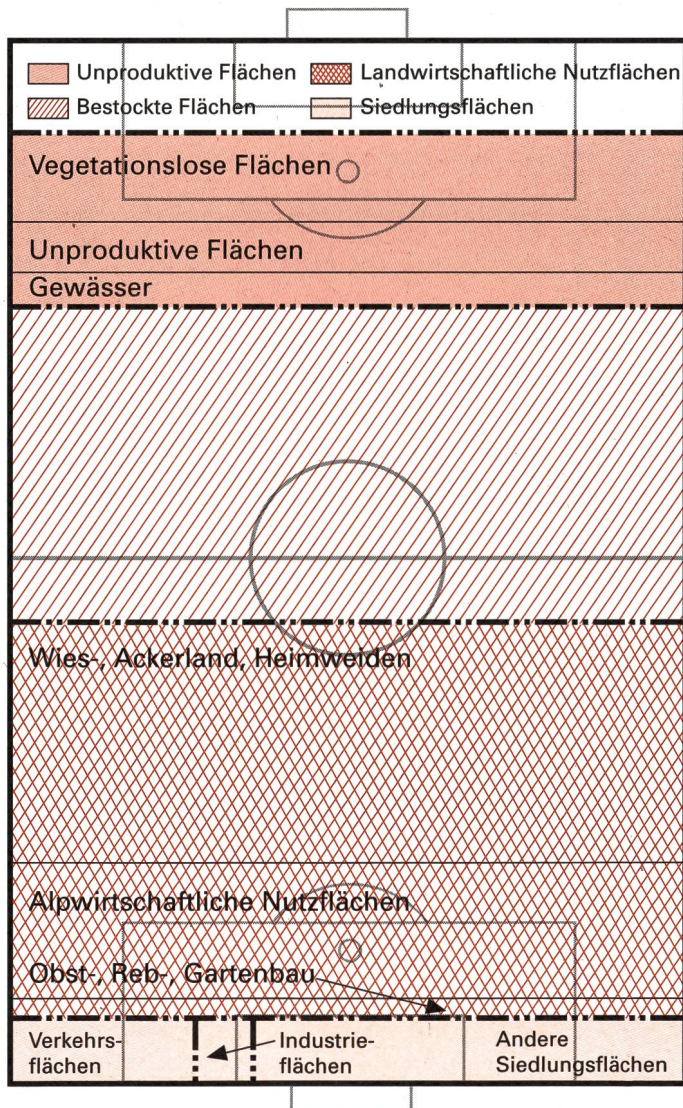 Unproduktive Flächen
Landwirtschaftliche Nutzflächen
Bestockte Flächen
Siedlungsflächen
Vegetationslose Flächen
Unproduktive Flächen
Gewässer
Wies-, Ackerland, Heimweiden
Alpwirtschaftliche Nutzflächen
Obst-, Reb-, Gartenbau
Verkehrs-
flächen
Industrie-
flächen
Andere
Siedlungsflächen